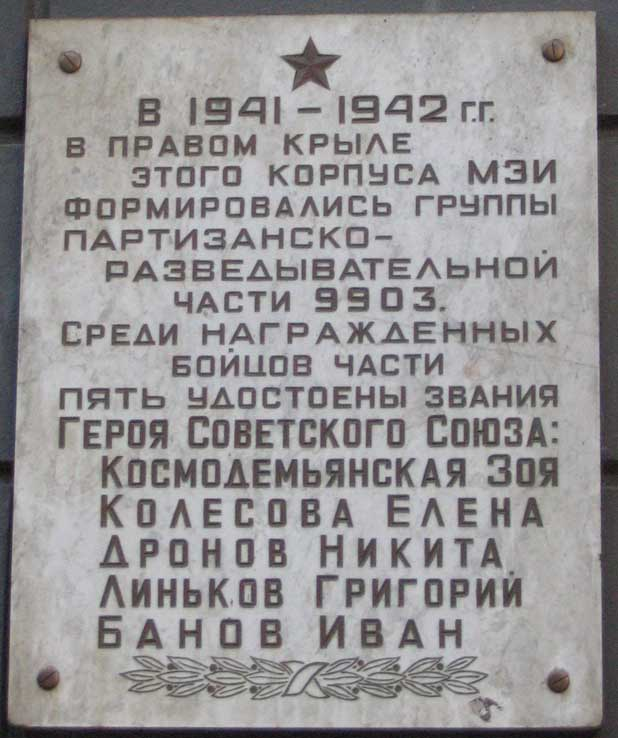 В 1941 – 1942 г.г.
в правом крыле
этого корпуса МЗИ
формировались группы
партизанско-
разведывательной
части 9903.
Среди награжденных
бойцов части
пять удостоены звания
Героя Советского Союза:
Космодемьянская Зоя
Колесова Елена
Дронов Никита
Линьков Григорий
Банов Иван